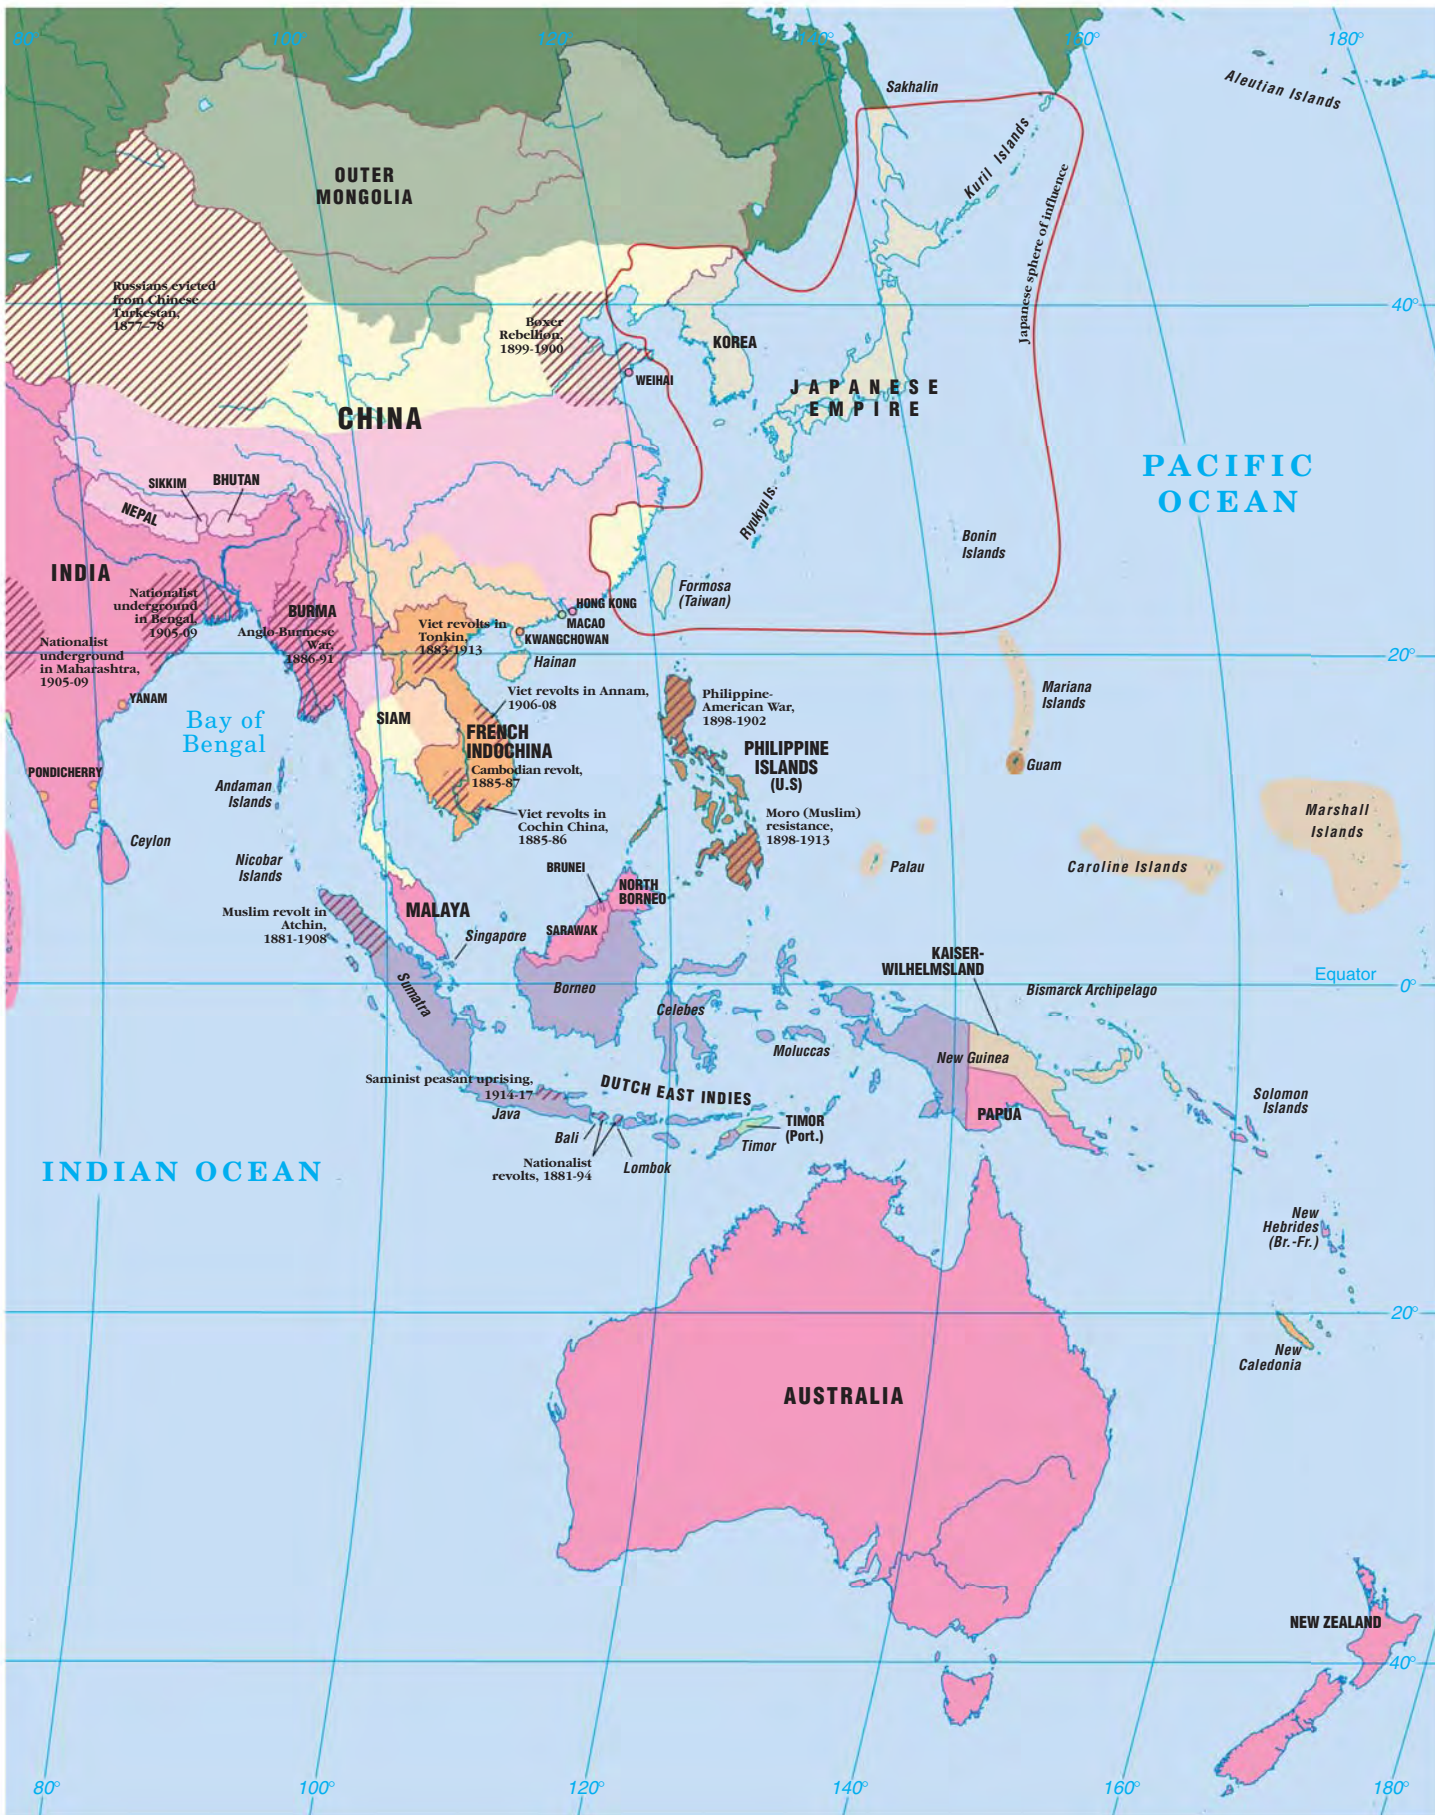 80°
100°
120°
140°
160°
180°
Sakhalin
Aleutian Islands
Kuril Islands
OUTER
MONGOLIA
Japanese sphere of influence
Russians evicted
from Chinese
Turkestan,
1877–78
40°
Boxer
Rebellion,
1899-1900
KOREA
WEIHAI
JAPANESE
EMPIRE
CHINA
PACIFIC
OCEAN
SIKKIM
BHUTAN
NEPAL
Ryukyu Is.
Bonin
Islands
INDIA
Nationalist
underground
in Bengal,
1905-09
BURMA
Anglo-Burmese
War,
1886-91
Formosa
(Taiwan)
HONG KONG
MACAO
KWANGCHOWAN
Viet revolts in
Tonkin,
1883-1913
Hainan
Nationalist
underground
in Maharashtra,
1905-09
20°
YANAM
Viet revolts in Annam,
1906-08
Philippine-
American War,
1898-1902
Mariana
Islands
Bay of
Bengal
SIAM
FRENCH
INDOCHINA
PHILIPPINE
ISLANDS
(U.S)
Guam
PONDICHERRY
Cambodian revolt,
1885-87
Andaman
Islands
Viet revolts in
Cochin China,
1885-86
Moro (Muslim)
resistance,
1898-1913
Marshall
Islands
Ceylon
Nicobar
Islands
BRUNEI
Palau
Caroline Islands
NORTH
BORNEO
MALAYA
Muslim revolt in
Atchin,
1881-1908
Singapore
SARAWAK
KAISER-
WILHELMSLAND
Equator
0°
Sumatra
Borneo
Bismarck Archipelago
Celebes
Moluccas
New Guinea
Saminist peasant uprising,
1914-17
DUTCH EAST INDIES
Java
PAPUA
Solomon
Islands
Bali
TIMOR
(Port.)
Timor
Nationalist
revolts, 1881-94
Lombok
INDIAN OCEAN
New
Hebrides
(Br.-Fr.)
20°
New
Caledonia
AUSTRALIA
NEW ZEALAND
40°
80°
100°
120°
140°
160°
180°